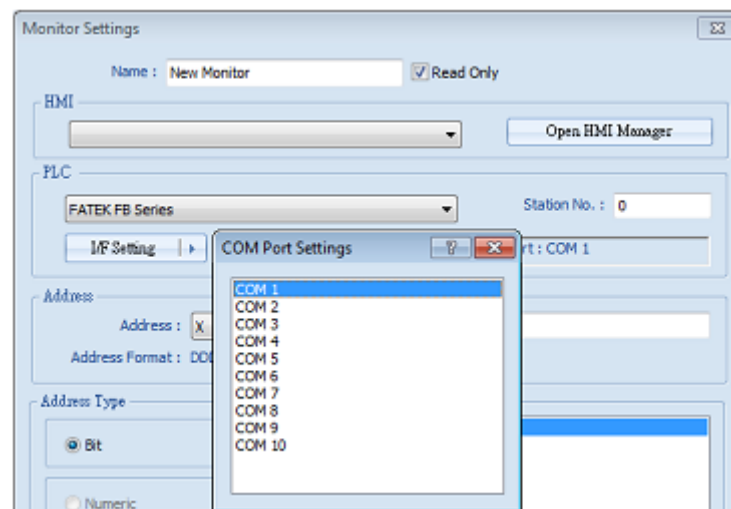 Monitor Settings
Name : New Monitor Read Only
HMI
Open HMI Manager
PLC
FATEK FB Series Station No. : 0
I/F Setting
COM Port Settings
rt : COM 1
COM 1
COM 2
COM 3
COM 4
COM 5
COM 6
COM 7
COM 8
COM 9
COM 10
Address
Address : X
Address Format :
Address Type
Bit
Numeric